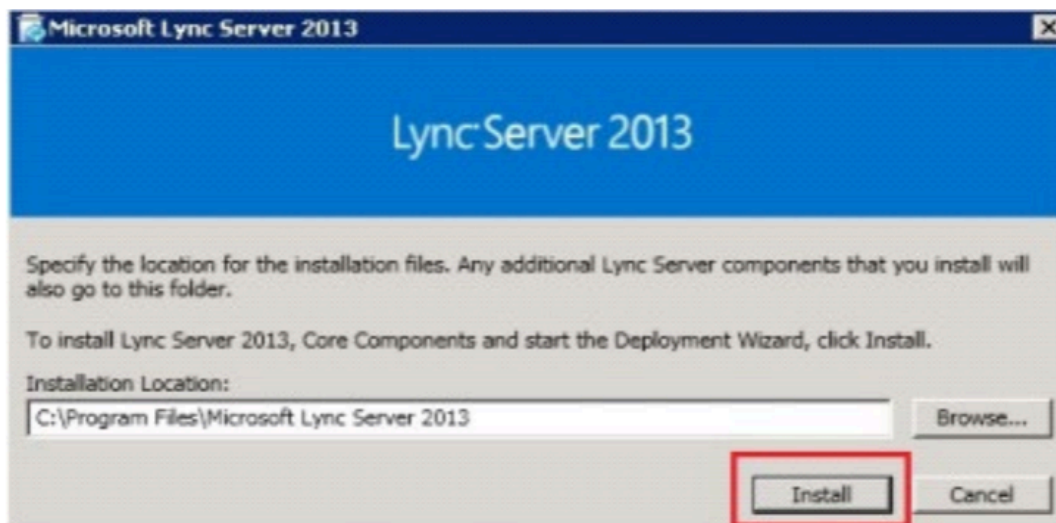 Microsoft Lync Server 2013
Lync Server 2013
Specify the location for the installation files. Any additional Lync Server components that you install will
also go to this folder.
To install Lync Server 2013, Core Components and start the Deployment Wizard, click Install.
Installation Location:
C:\Program Files\Microsoft Lync Server 2013
Browse...
Install
Cancel